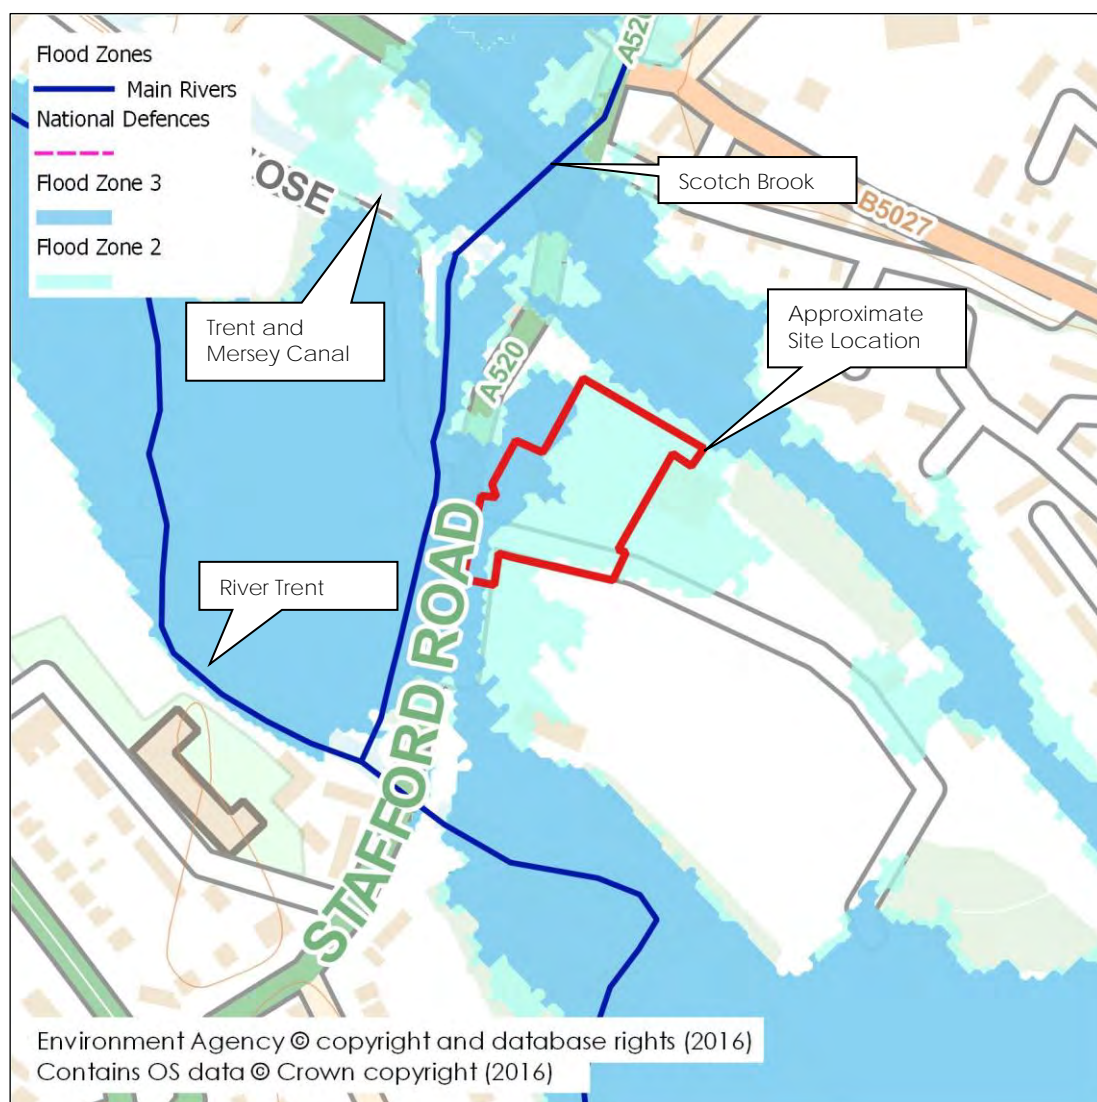 Flood Zones
Main Rivers
National Defences
Flood Zone 3
Flood Zone 2
A520
OSE
Scotch Brook
B5027
Trent and
Mersey Canal
Approximate
Site Location
A520
River Trent
STAFFORD ROAD
Environment Agency © copyright and database rights (2016)
Contains OS data © Crown copyright (2016)